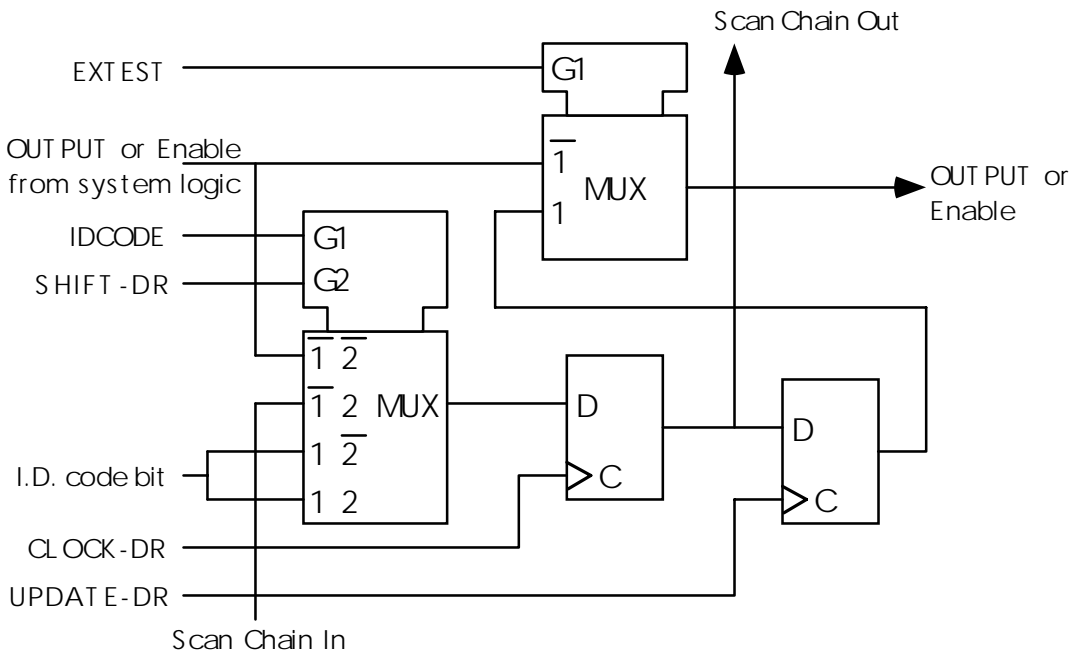 Scan Chain Out
EXTEST
G1
OUTPUT or Enable
from system logic
1
MUX
1
OUTPUT or
Enable
IDCODE
G1
SHIFT-DR
G2
1 2
1 2 MUX
D
1 2
D
I.D. code bit
C
1 2
C
CLOCK-DR
UPDATE-DR
Scan Chain In